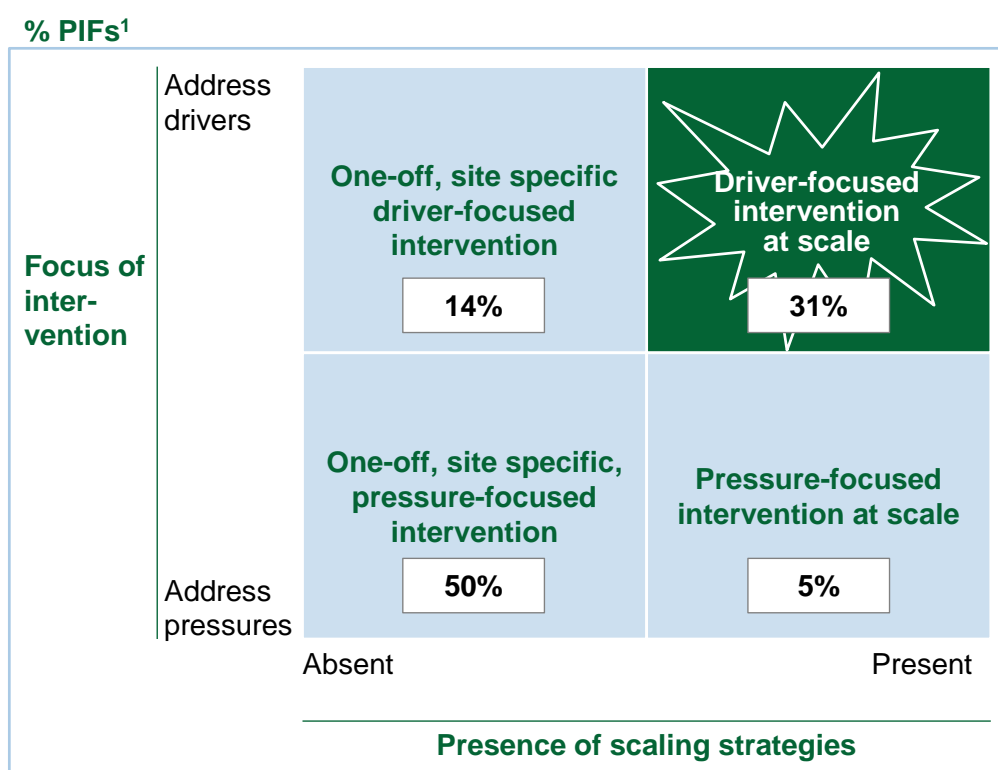 % PIFs¹
Address
drivers
One-off, site specific
driver-focused
intervention
14%
Driver-focused
intervention
at scale
31%
Focus of
inter-
vention
One-off, site specific,
pressure-focused
intervention
50%
Pressure-focused
intervention at scale
5%
Address
pressures
Absent
Present
Presence of scaling strategies